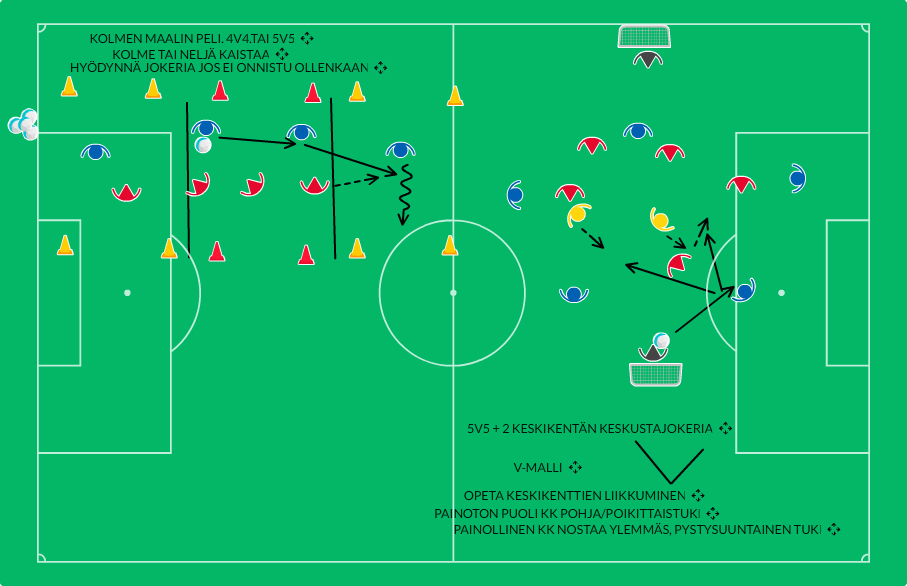 KOLMEN MAALIN PELI. 4V4.TAI 5V5
KOLME TAI NELJÄ KAISTAA
HYÖDYNNÄ JOKERIA JOS EI ONNISTU OLLENKAAN
5V5 + 2 KESKIKENTÄN KESKUSTAJOKERIA
V-MALLI
OPETA KESKIKENTTIEN LIIKKUMINEN
PAINOTON PUOLI KK POHJA/POIKITTAISTUKI
PAINOLLINEN KK NOSTAA YLEMMÄS, PYSTYSUUNTAINEN TUKI